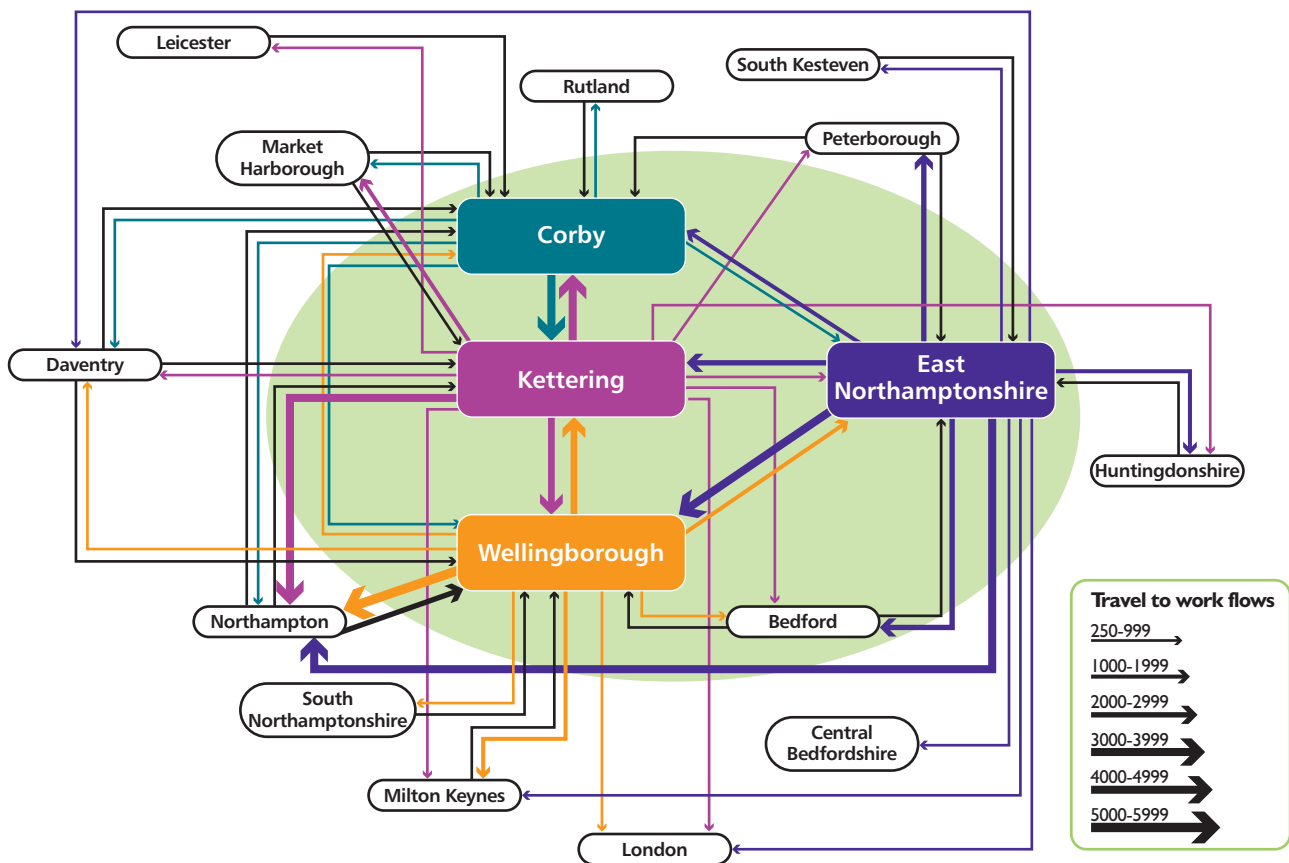 Leicester
South Kesteven
Rutland
Market
Harborough
Peterborough
Corby
Daventry
Kettering
East
Northamptonshire
Huntingdonshire
Wellingborough
Northampton
Bedford
South
Northamptonshire
Central
Bedfordshire
Milton Keynes
London
Travel to work flows
250-999
1000-1999
2000-2999
3000-3999
4000-4999
5000-5999